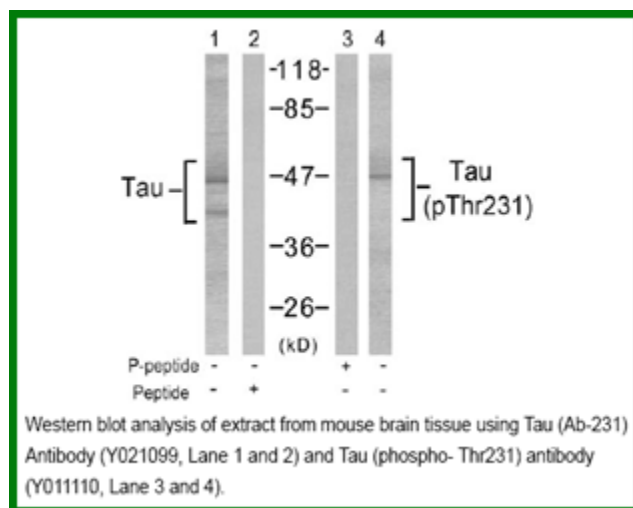 1 2 3 4
-118-
-85-
Tau
-47-
Tau
(pThr231)
-36-
-26-
(kD)
P-peptide - - + -
Peptide - + - -
Western blot analysis of extract from mouse brain tissue using Tau (Ab-231)
Antibody (Y021099, Lane 1 and 2) and Tau (phospho- Thr231) antibody
(Y011110, Lane 3 and 4).